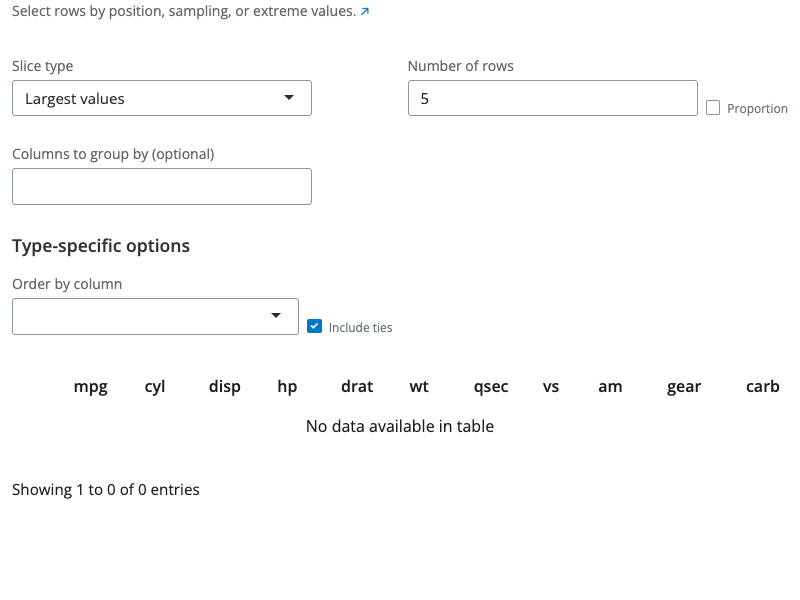 Select rows by position, sampling, or extreme values.
Slice type
Number of rows
Largest values
5
Proportion
Columns to group by (optional)
Type-specific options
Order by column
Include ties
mpg cyl disp hp drat wt qsec vs am gear carb
No data available in table
Showing 1 to 0 of 0 entries